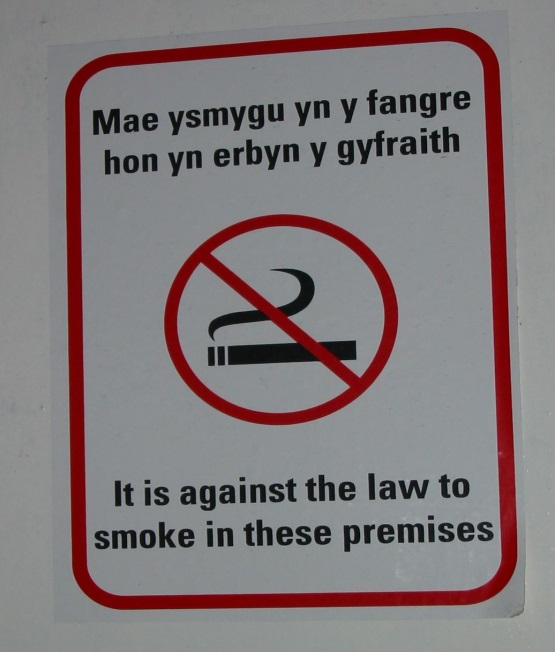 Mae ysmygu yn y fangre
hon yn erbyn y gyfraith
It is against the law to
smoke in these premises